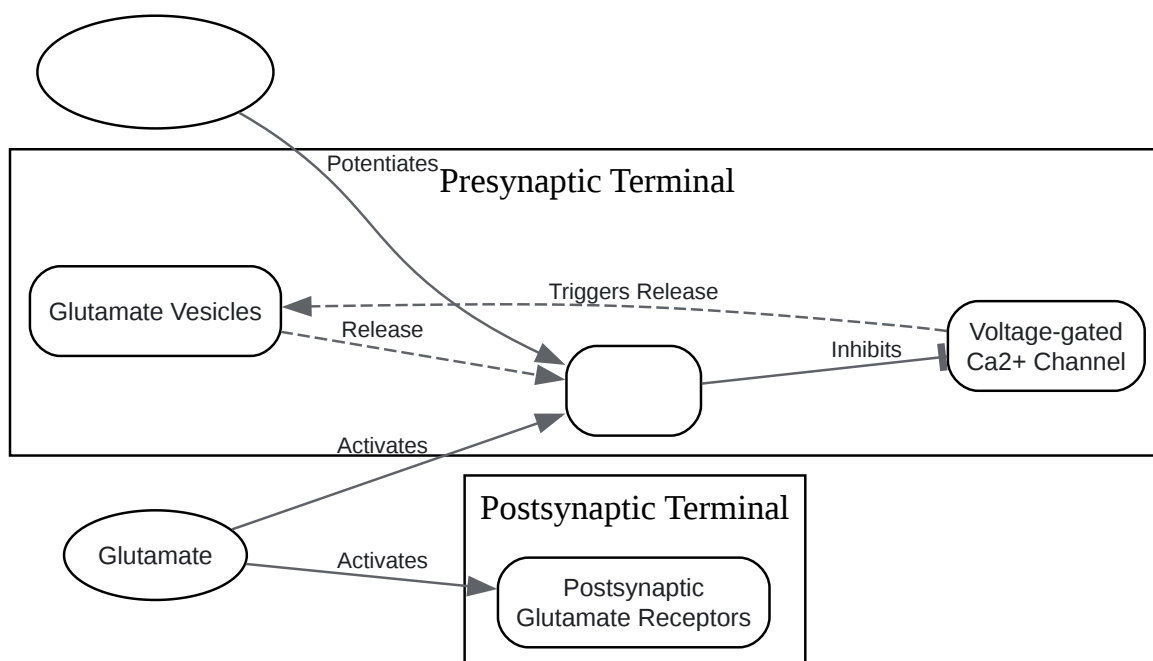 Potentiates
Presynaptic Terminal
Glutamate Vesicles
Triggers Release
Release
Inhibits
Voltage-gated
Ca2+ Channel
Activates
Postsynaptic Terminal
Glutamate
Activates
Postsynaptic
Glutamate Receptors